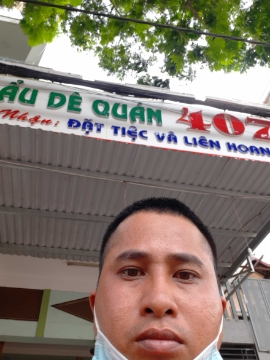 ẨU DÊ QUÁN 407
Nhận: ĐẶT TIỆC VÀ LIÊN HOAN